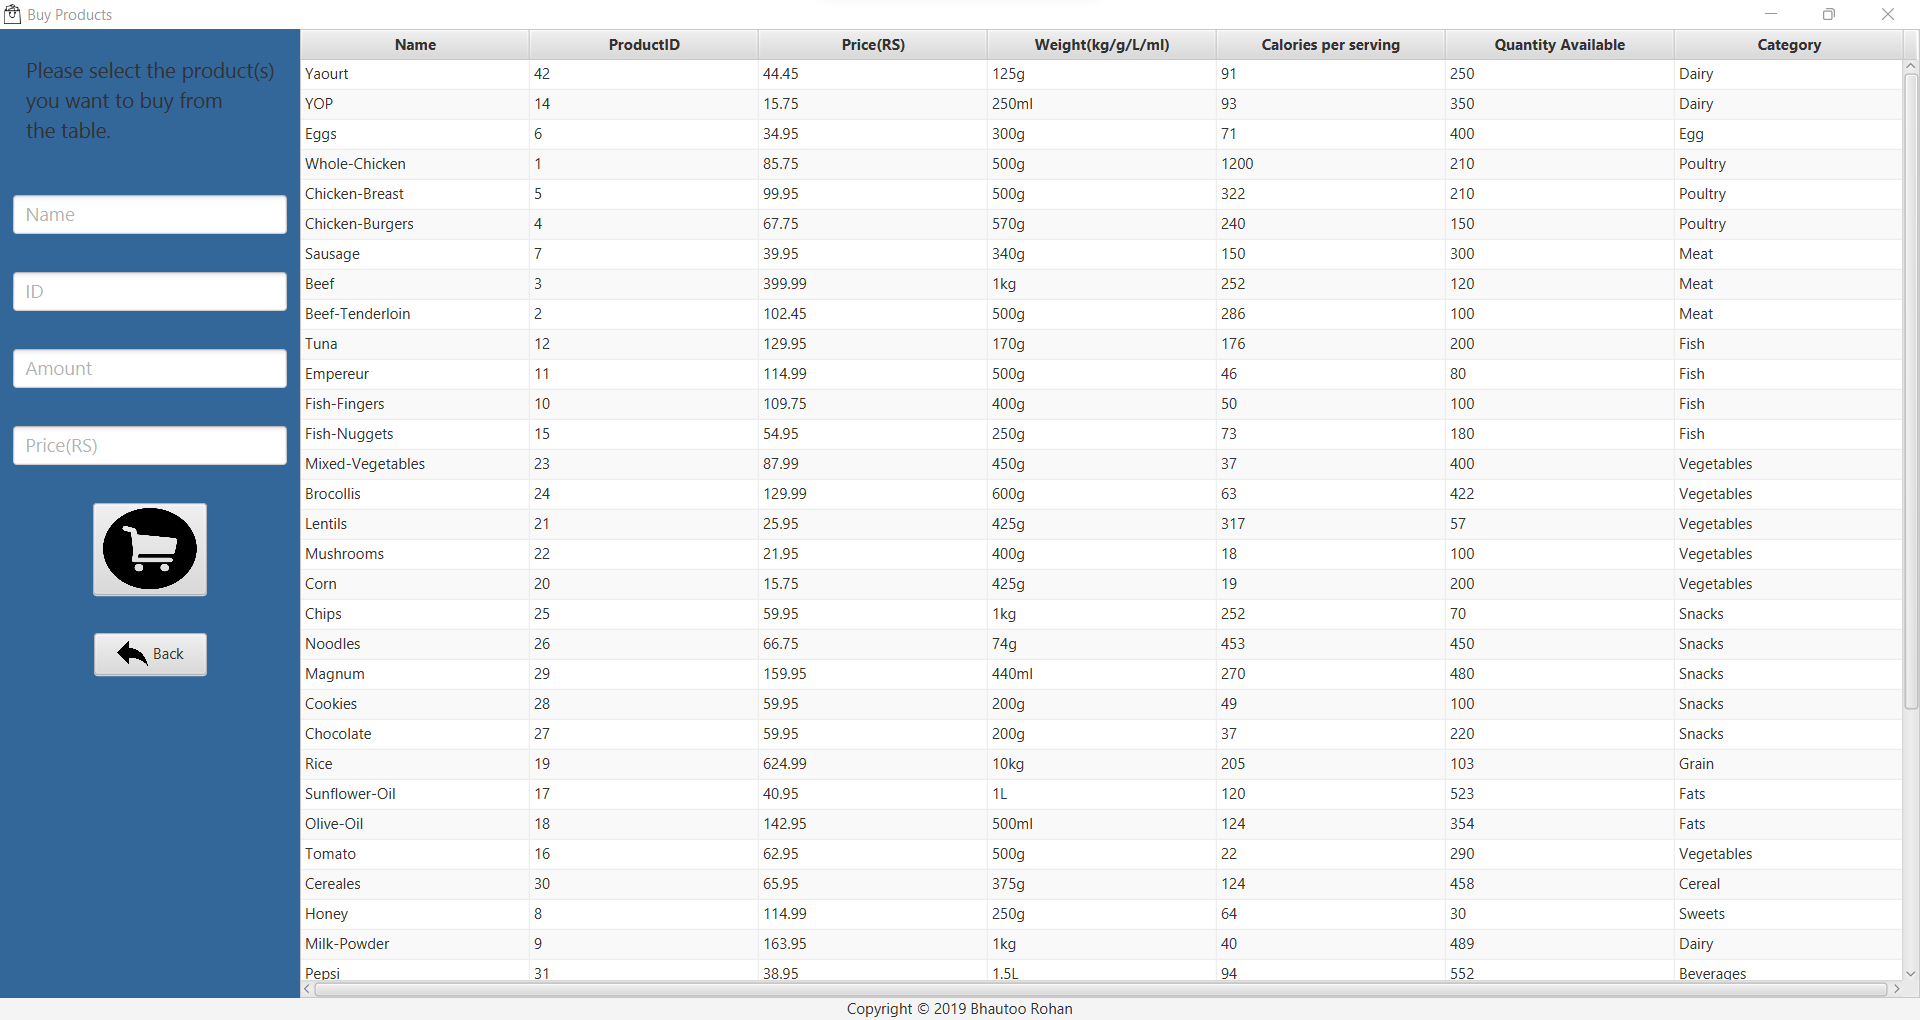 Buy Products
Please select the product(s)
you want to buy from
the table.
Name
ID
Amount
Price(RS)
Back
Name ProductID Price(RS) Weight(kg/g/L/ml) Calories per serving Quantity Available Category
Yaourt 42 44.45 125g 91 250 Dairy
YOP 14 15.75 250ml 93 350 Dairy
Eggs 6 34.95 300g 71 400 Egg
Whole-Chicken 1 85.75 500g 1200 210 Poultry
Chicken-Breast 5 99.95 500g 322 210 Poultry
Chicken-Burgers 4 67.75 570g 240 150 Poultry
Sausage 7 39.95 340g 150 300 Meat
Beef 3 399.99 1kg 252 120 Meat
Beef-Tenderloin 2 102.45 500g 286 100 Meat
Tuna 12 129.95 170g 176 200 Fish
Empereur 11 114.99 500g 46 80 Fish
Fish-Fingers 10 109.75 400g 50 100 Fish
Fish-Nuggets 15 54.95 250g 73 180 Fish
Mixed-Vegetables 23 87.99 450g 37 400 Vegetables
Brocollis 24 129.99 600g 63 422 Vegetables
Lentils 21 25.95 425g 317 57 Vegetables
Mushrooms 22 21.95 400g 18 100 Vegetables
Corn 20 15.75 425g 19 200 Vegetables
Chips 25 59.95 1kg 252 70 Snacks
Noodles 26 66.75 74g 453 450 Snacks
Magnum 29 159.95 440ml 270 480 Snacks
Cookies 28 59.95 200g 49 100 Snacks
Chocolate 27 59.95 200g 37 220 Snacks
Rice 19 624.99 10kg 205 103 Grain
Sunflower-Oil 17 40.95 1L 120 523 Fats
Olive-Oil 18 142.95 500ml 124 354 Fats
Tomato 16 62.95 500g 22 290 Vegetables
Cereales 30 65.95 375g 124 458 Cereal
Honey 8 114.99 250g 64 30 Sweets
Milk-Powder 9 163.95 1kg 40 489 Dairy
Pepsi 31 38.95 1.5L 94 552 Beverages
Copyright © 2019 Bhautoo Rohan